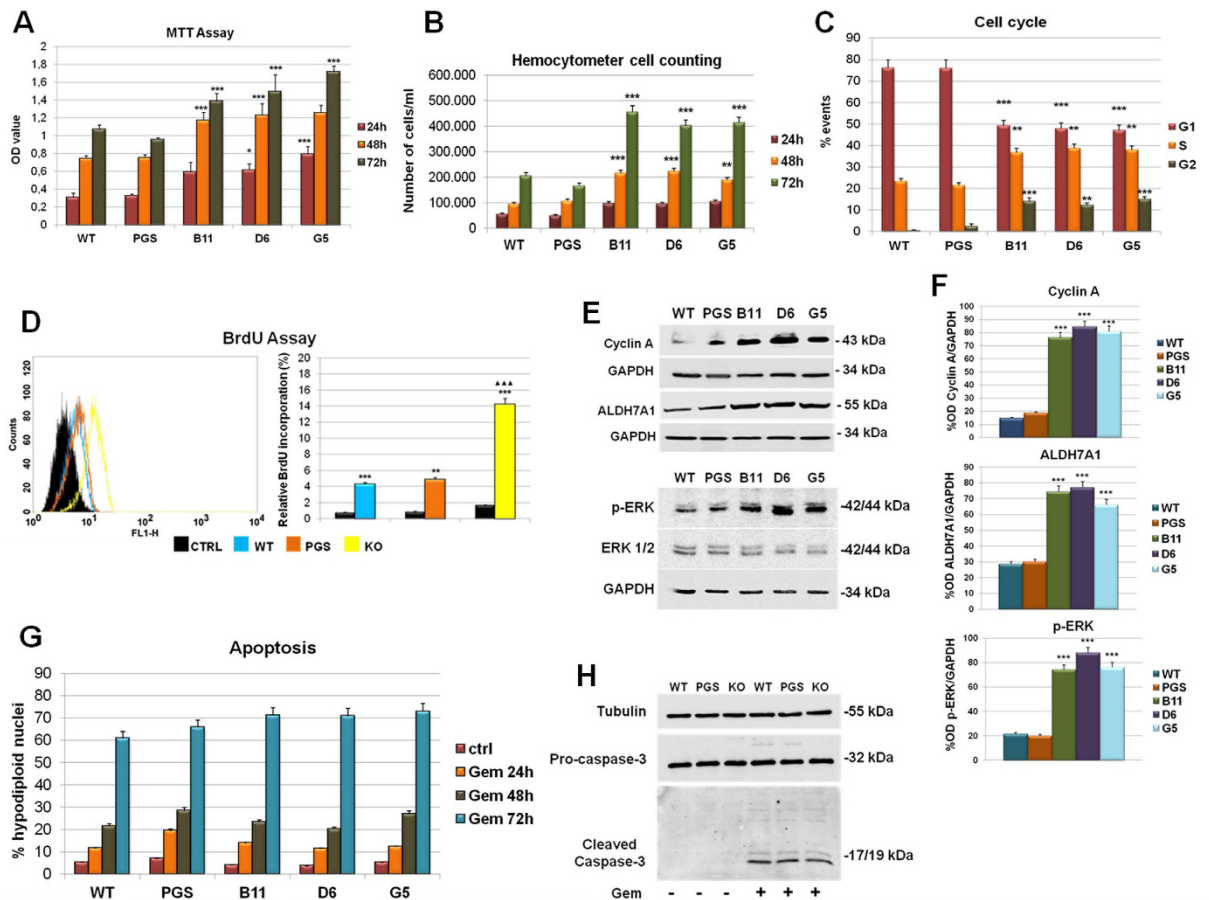 A
MTT Assay
OD value
2
1,8
1,6
1,4
1,2
1
0,8
0,6
0,4
0,2
0
*** *** * *** *** *** ***
WT PGS B11 D6 G5
24h
48h
72h
B
Hemocytometer cell counting
Number of cells/ml
600.000
500.000
400.000
300.000
200.000
100.000
0
*** *** *** *** ** ***
WT PGS B11 D6 G5
24h
48h
72h
C
Cell cycle
% events
90
80
70
60
50
40
30
20
10
0
*** ** *** *** ** ** *** ** ***
WT PGS B11 D6 G5
G1
S
G2
D
BrdU Assay
Counts
120
100
80
60
40
20
0
10⁰ 10¹ 10² 10³ 10⁴
FL1-H
Relative BrdU incorporation (%)
20
18
16
14
12
10
8
6
4
2
0
*** ** ▲▲▲
***
CTRL WT PGS KO
E
WT PGS B11 D6 G5
Cyclin A - 43 kDa
GAPDH - 34 kDa
ALDH7A1 - 55 kDa
GAPDH - 34 kDa
WT PGS B11 D6 G5
p-ERK -42/44 kDa
ERK 1/2 -42/44 kDa
GAPDH -34 kDa
F
Cyclin A
%OD Cyclin A/GAPDH
100
90
80
70
60
50
40
30
20
10
0
*** *** ***
WT
PGS
B11
D6
G5
ALDH7A1
%OD ALDH7A1/GAPDH
100
90
80
70
60
50
40
30
20
10
0
*** *** ***
WT
PGS
B11
D6
G5
p-ERK
%OD p-ERK/GAPDH
100
80
60
40
20
0
*** *** ***
WT
PGS
B11
D6
G5
G
Apoptosis
% hypodiploid nuclei
90
80
70
60
50
40
30
20
10
0
WT PGS B11 D6 G5
ctrl
Gem 24h
Gem 48h
Gem 72h
H
WT PGS KO WT PGS KO
Tubulin -55 kDa
Pro-caspase-3 -32 kDa
Cleaved
Caspase-3 -17/19 kDa
Gem - - - + + +